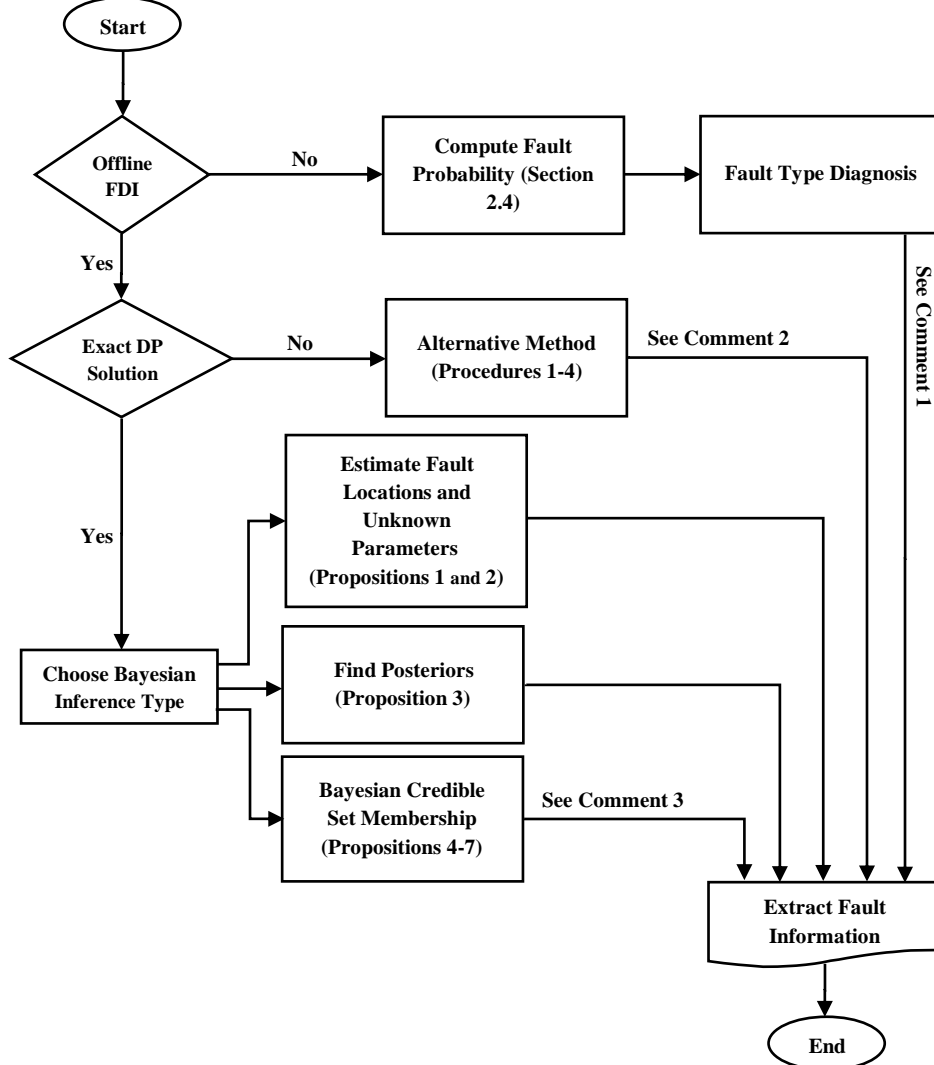 Start
Offline
FDI
No
Compute Fault
Probability (Section
2.4)
Fault Type Diagnosis
Yes
See Comment 1
Exact DP
Solution
No
Alternative Method
(Procedures 1-4)
See Comment 2
Estimate Fault
Locations and
Unknown
Parameters
(Propositions 1 and 2)
Yes
Choose Bayesian
Inference Type
Find Posteriors
(Proposition 3)
Bayesian Credible
Set Membership
(Propositions 4-7)
See Comment 3
Extract Fault
Information
End